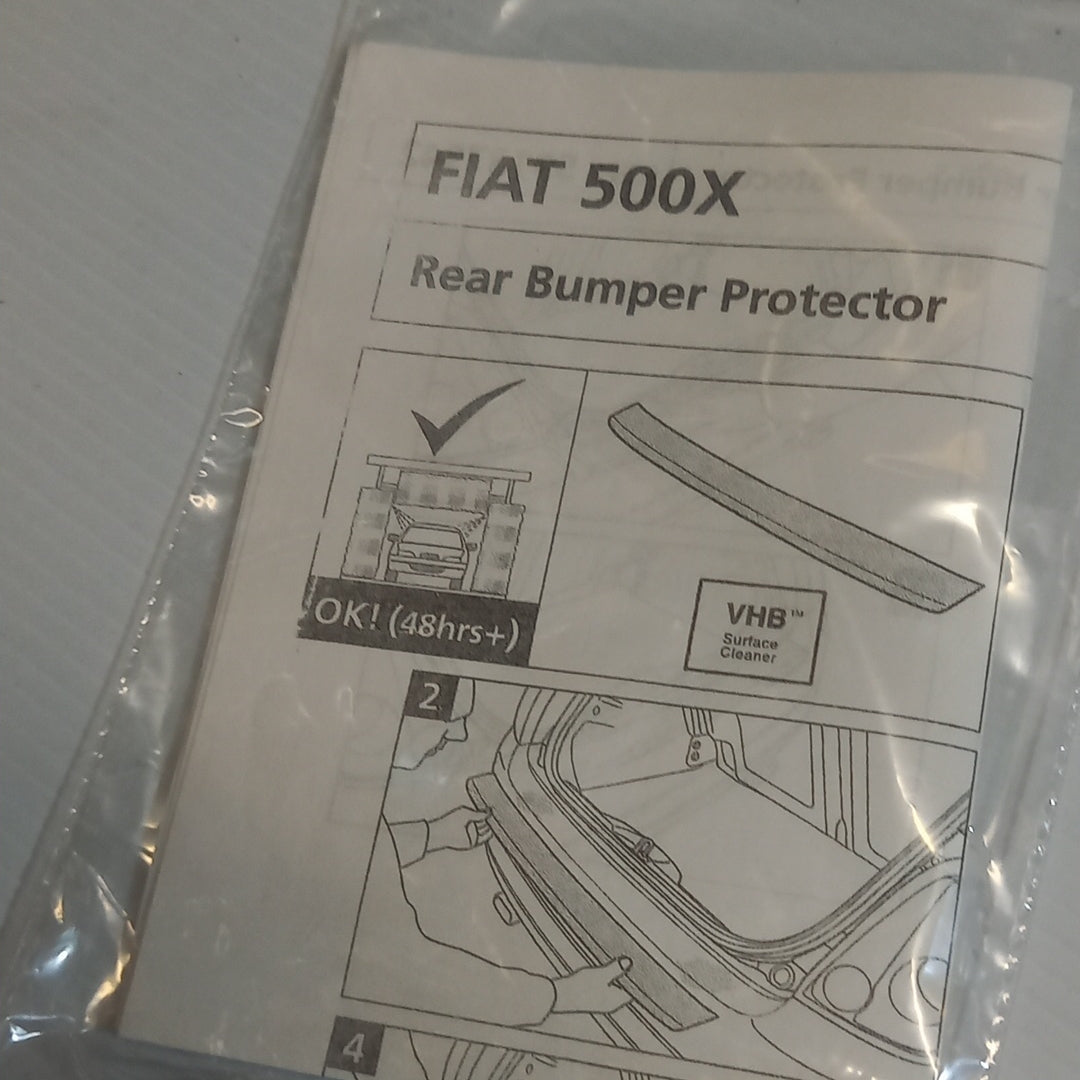 FIAT 500X
Rear Bumper Protector
OK! (48hrs+)
VHB™
Surface
Cleaner
2
4